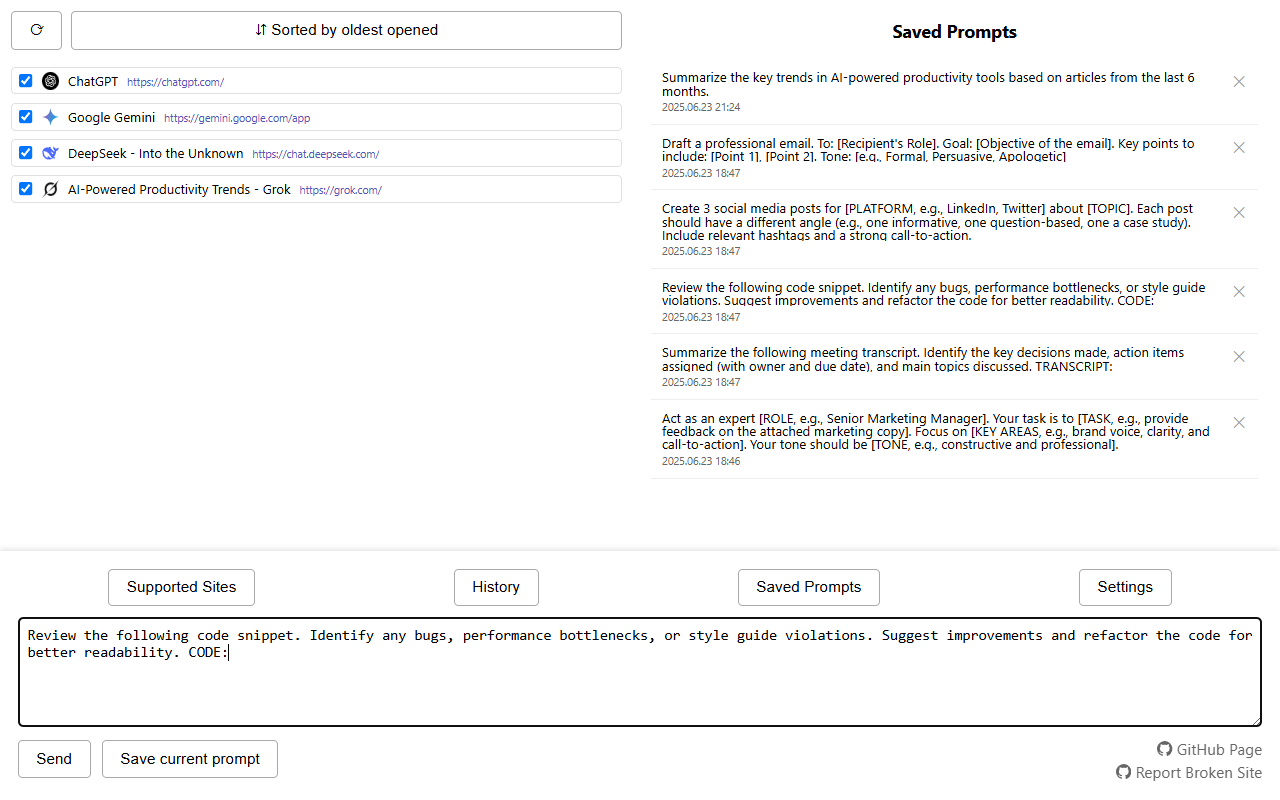 Sorted by oldest opened
ChatGPT https://chatgpt.com/
Google Gemini https://gemini.google.com/app
DeepSeek - Into the Unknown https://chat.deepseek.com/
AI-Powered Productivity Trends - Grok https://grok.com/
Saved Prompts
Summarize the key trends in AI-powered productivity tools based on articles from the last 6
months.
2025.06.23 21:24
Draft a professional email. To: [Recipient's Role]. Goal: [Objective of the email]. Key points to
include: [Point 1], [Point 2]. Tone: [e.g., Formal, Persuasive, Apologetic]
2025.06.23 18:47
Create 3 social media posts for [PLATFORM, e.g., LinkedIn, Twitter] about [TOPIC]. Each post
should have a different angle (e.g., one informative, one question-based, one a case study).
Include relevant hashtags and a strong call-to-action.
2025.06.23 18:47
Review the following code snippet. Identify any bugs, performance bottlenecks, or style guide
violations. Suggest improvements and refactor the code for better readability. CODE:
2025.06.23 18:47
Summarize the following meeting transcript. Identify the key decisions made, action items
assigned (with owner and due date), and main topics discussed. TRANSCRIPT:
2025.06.23 18:47
Act as an expert [ROLE, e.g., Senior Marketing Manager]. Your task is to [TASK, e.g., provide
feedback on the attached marketing copy]. Focus on [KEY AREAS, e.g., brand voice, clarity, and
call-to-action]. Your tone should be [TONE, e.g., constructive and professional].
2025.06.23 18:46
Supported Sites
History
Saved Prompts
Settings
Review the following code snippet. Identify any bugs, performance bottlenecks, or style guide violations. Suggest improvements and refactor the code for
better readability. CODE:
Send
Save current prompt
GitHub Page
Report Broken Site